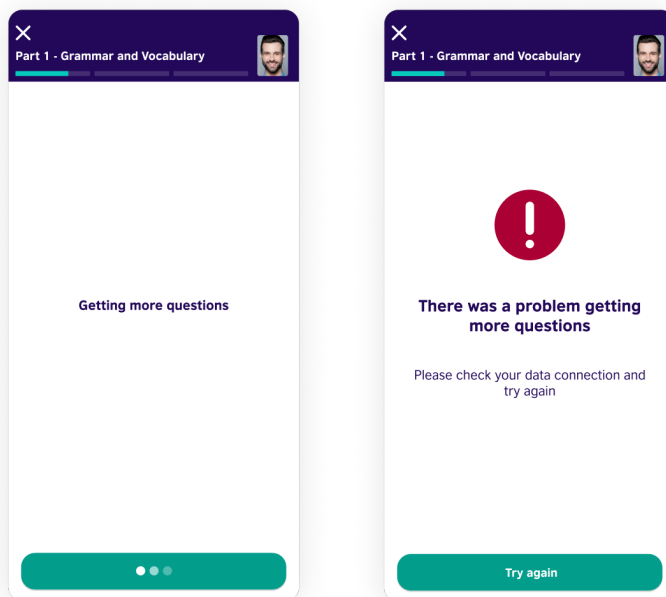 Part 1 - Grammar and Vocabulary
Getting more questions
Part 1 - Grammar and Vocabulary
There was a problem getting
more questions
Please check your data connection and
try again
Try again